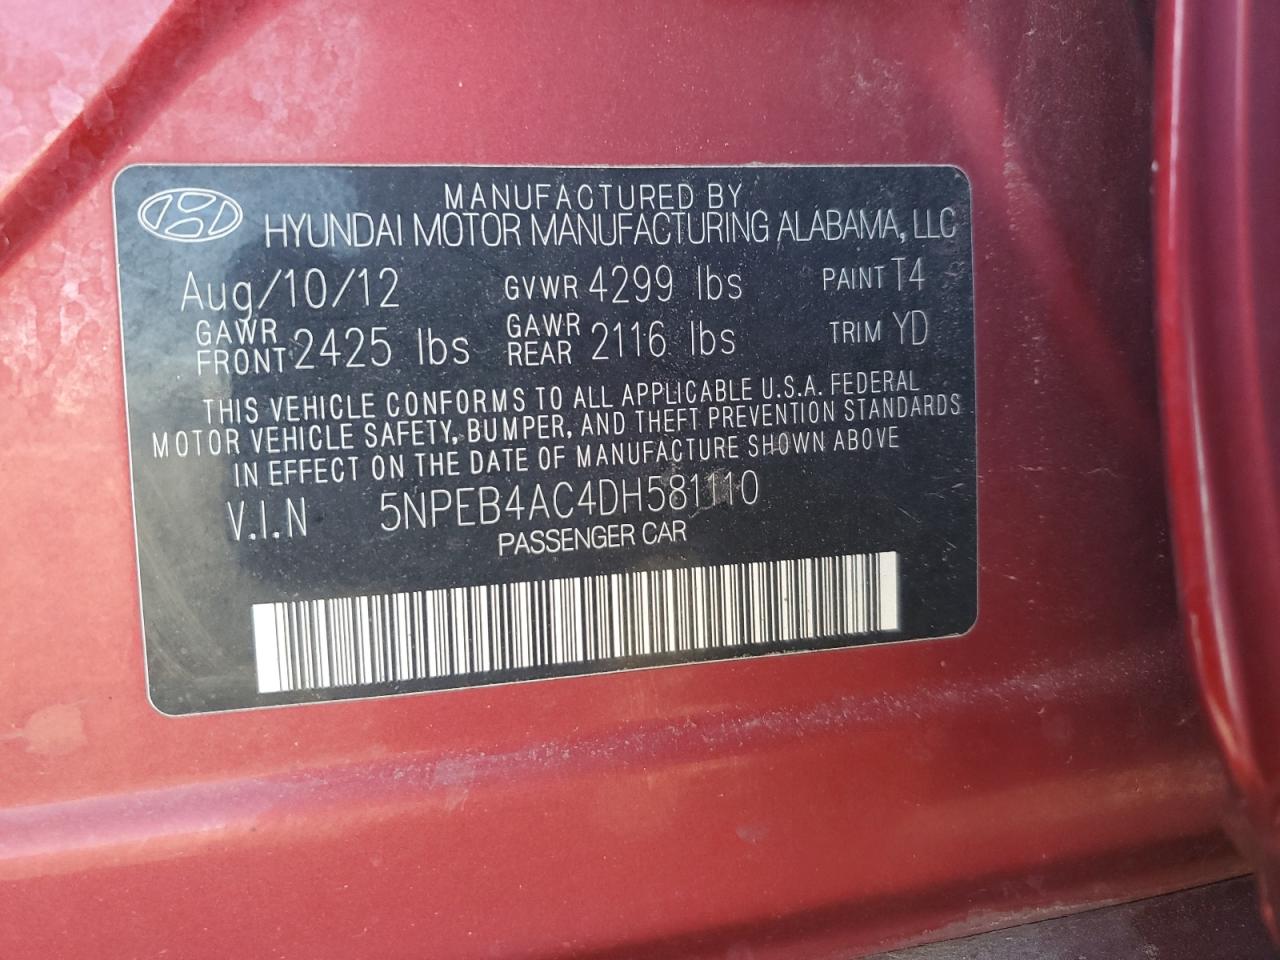 MANUFACTURED BY
HYUNDAI MOTOR MANUFACTURING ALABAMA, LLC
Aug/10/12 GVWR 4299 lbs PAINT T4
GAWR FRONT 2425 lbs GAWR REAR 2116 lbs TRIM YD
THIS VEHICLE CONFORMS TO ALL APPLICABLE U.S.A. FEDERAL
MOTOR VEHICLE SAFETY, BUMPER, AND THEFT PREVENTION STANDARDS
IN EFFECT ON THE DATE OF MANUFACTURE SHOWN ABOVE
V.I.N 5NPEB4AC4DH581110
PASSENGER CAR